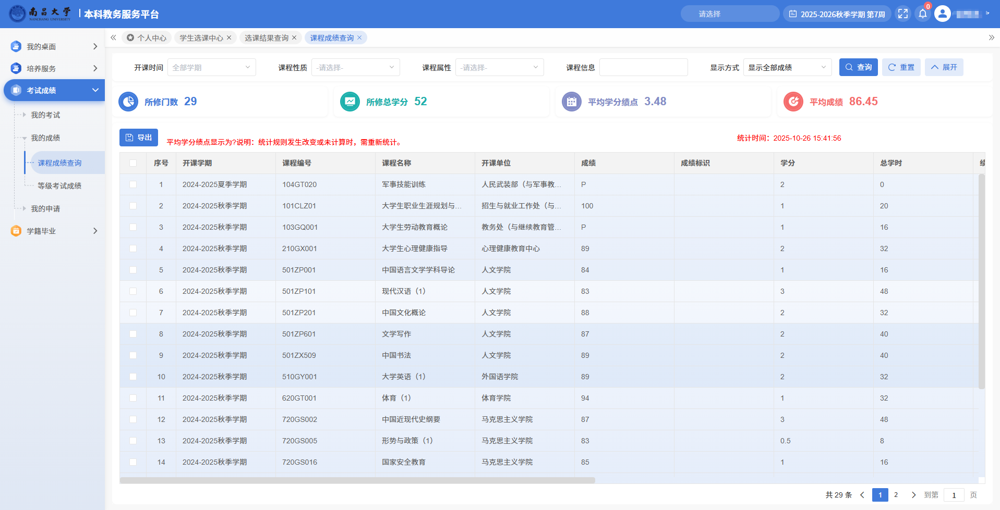 南昌大学
NANCHANG UNIVERSITY
本科教务服务平台
请选择
2025-2026秋季学期 第7周
0
我的桌面
培养服务
考试成绩
我的考试
我的成绩
课程成绩查询
等级考试成绩
我的申请
学籍毕业
个人中心
学生选课中心
选课结果查询
课程成绩查询
开课时间 全部学期 课程性质 -请选择- 课程属性 -请选择- 课程信息 显示方式 显示全部成绩 查询 重置 展开
所修门数 29
所修总学分 52
平均学分绩点 3.48
平均成绩 86.45
导出
平均学分绩点显示为?说明：统计规则发生改变或未计算时，需重新统计。
统计时间：2025-10-26 15:41:56
序号 开课学期 课程编号 课程名称 开课单位 成绩 成绩标识 学分 总学时
1 2024-2025夏季学期 104GT020 军事技能训练 人民武装部（与军事教… P 2 0
2 2024-2025秋季学期 101CLZ01 大学生职业生涯规划与… 招生与就业工作处（与… 100 1 20
3 2024-2025秋季学期 103GQ001 大学生劳动教育概论 教务处（与继续教育管… P 1 16
4 2024-2025秋季学期 210GX001 大学生心理健康指导 心理健康教育中心 89 2 32
5 2024-2025秋季学期 501ZP001 中国语言文学学科导论 人文学院 84 1 16
6 2024-2025秋季学期 501ZP101 现代汉语（1） 人文学院 83 3 48
7 2024-2025秋季学期 501ZP201 中国文化概论 人文学院 88 2 32
8 2024-2025秋季学期 501ZP601 文学写作 人文学院 87 2 40
9 2024-2025秋季学期 501ZX509 中国书法 人文学院 89 2 40
10 2024-2025秋季学期 510GY001 大学英语（1） 外国语学院 89 2 32
11 2024-2025秋季学期 620GT001 体育（1） 体育学院 94 1 32
12 2024-2025秋季学期 720GS002 中国近现代史纲要 马克思主义学院 87 3 48
13 2024-2025秋季学期 720GS005 形势与政策（1） 马克思主义学院 83 0.5 8
14 2024-2025秋季学期 720GS016 国家安全教育 马克思主义学院 85 1 16
共 29 条 1 2 到第 1 页